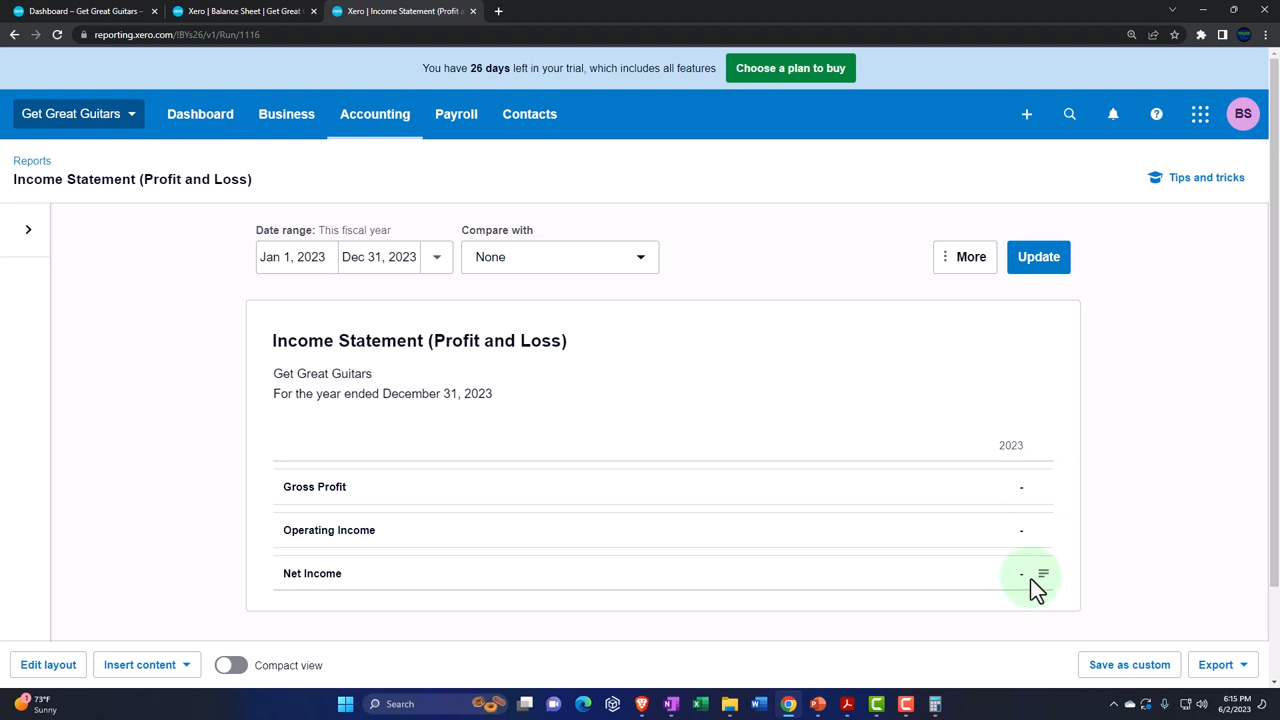 Dashboard – Get Great Guitars –
Xero | Balance Sheet | Get Great
Xero | Income Statement (Profit a
reporting.xero.com/!BYs26/v1/Run/1116
You have 26 days left in your trial, which includes all features
Choose a plan to buy
Get Great Guitars
Dashboard
Business
Accounting
Payroll
Contacts
BS
Reports
Income Statement (Profit and Loss)
Tips and tricks
Date range: This fiscal year
Compare with
Jan 1, 2023
Dec 31, 2023
None
More
Update
Income Statement (Profit and Loss)
Get Great Guitars
For the year ended December 31, 2023
2023
Gross Profit -
Operating Income -
Net Income -
Edit layout
Insert content
Compact view
Save as custom
Export
1
73°F
Sunny
Search
6:15 PM
6/2/2023